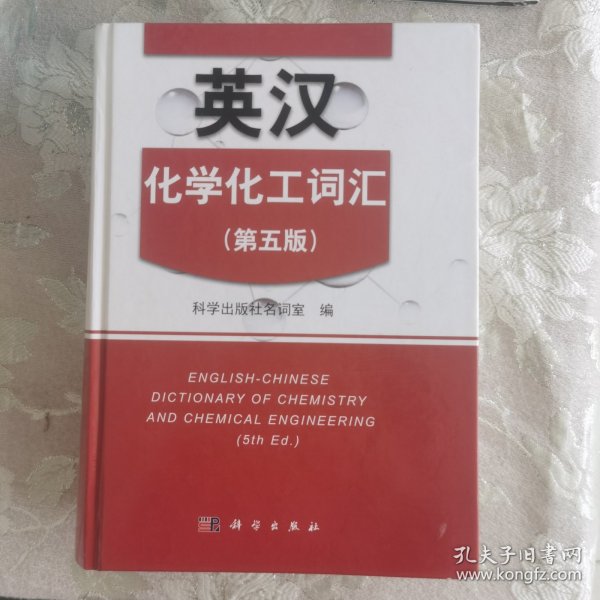 英汉
化学化工词汇
（第五版）
科学出版社名词室 编
ENGLISH-CHINESE
DICTIONARY OF CHEMISTRY
AND CHEMICAL ENGINEERING
(5th Ed.)
科学出版社
孔夫子旧书网
www.kongfz.com